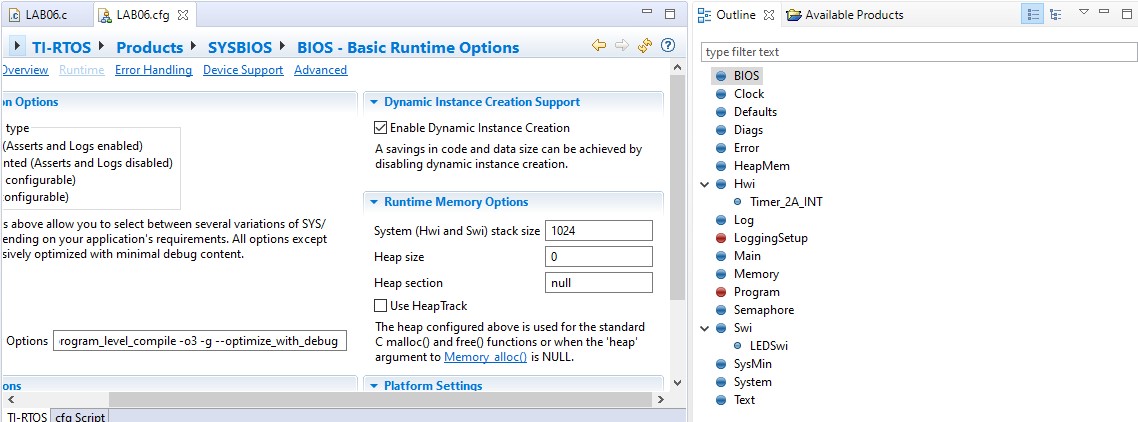 LAB06.c
LAB06.cfg
TI-RTOS
Products
SYSBIOS
BIOS - Basic Runtime Options
Overview Runtime Error Handling Device Support Advanced
on Options
type
(Asserts and Logs enabled)
nted (Asserts and Logs disabled)
configurable)
configurable)
s above allow you to select between several variations of SYS/
ending on your application's requirements. All options except
sively optimized with minimal debug content.
Options
rogram_level_compile -o3 -g --optimize_with_debug
ons
Dynamic Instance Creation Support
Enable Dynamic Instance Creation
A savings in code and data size can be achieved by
disabling dynamic instance creation.
Runtime Memory Options
System (Hwi and Swi) stack size 1024
Heap size 0
Heap section null
Use HeapTrack
The heap configured above is used for the standard
C malloc() and free() functions or when the 'heap'
argument to Memory_alloc() is NULL.
Platform Settings
TI-RTOS cfg Script
Outline
Available Products
type filter text
BIOS
Clock
Defaults
Diags
Error
HeapMem
Hwi
Timer_2A_INT
Log
LoggingSetup
Main
Memory
Program
Semaphore
Swi
LEDSwi
SysMin
System
Text